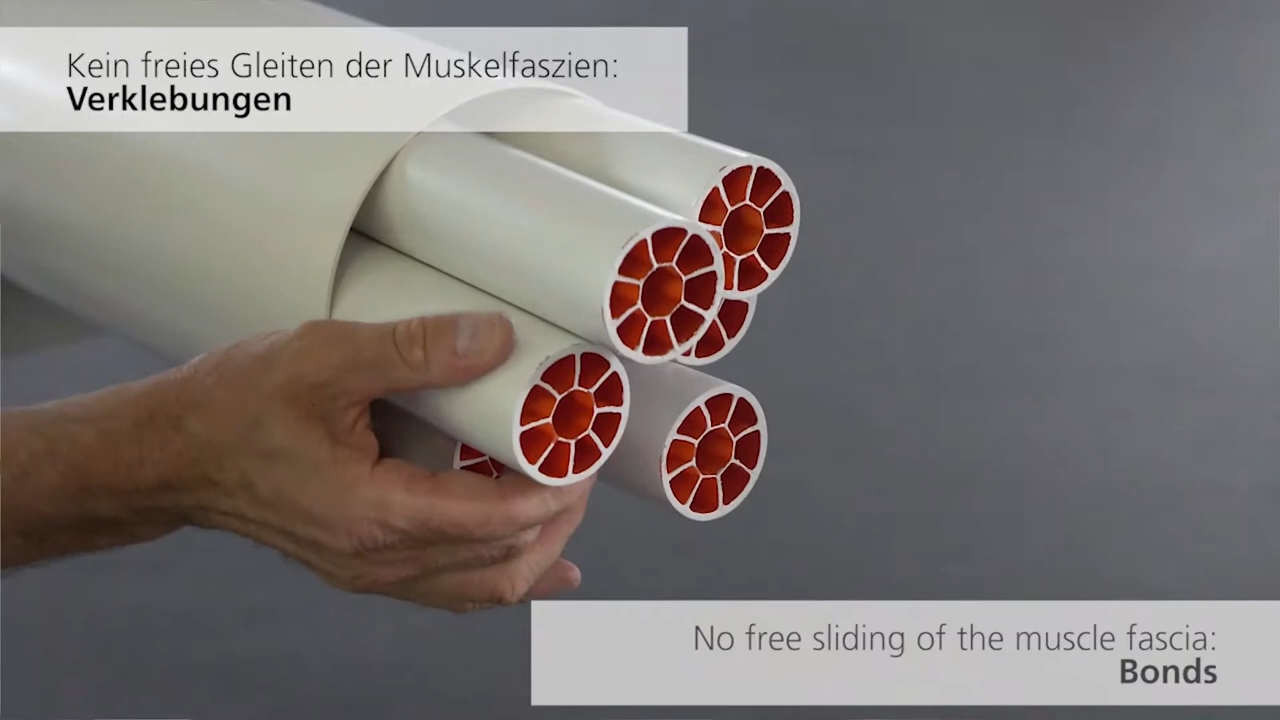 Kein freies Gleiten der Muskelfaszien:
Verklebungen
No free sliding of the muscle fascia:
Bonds